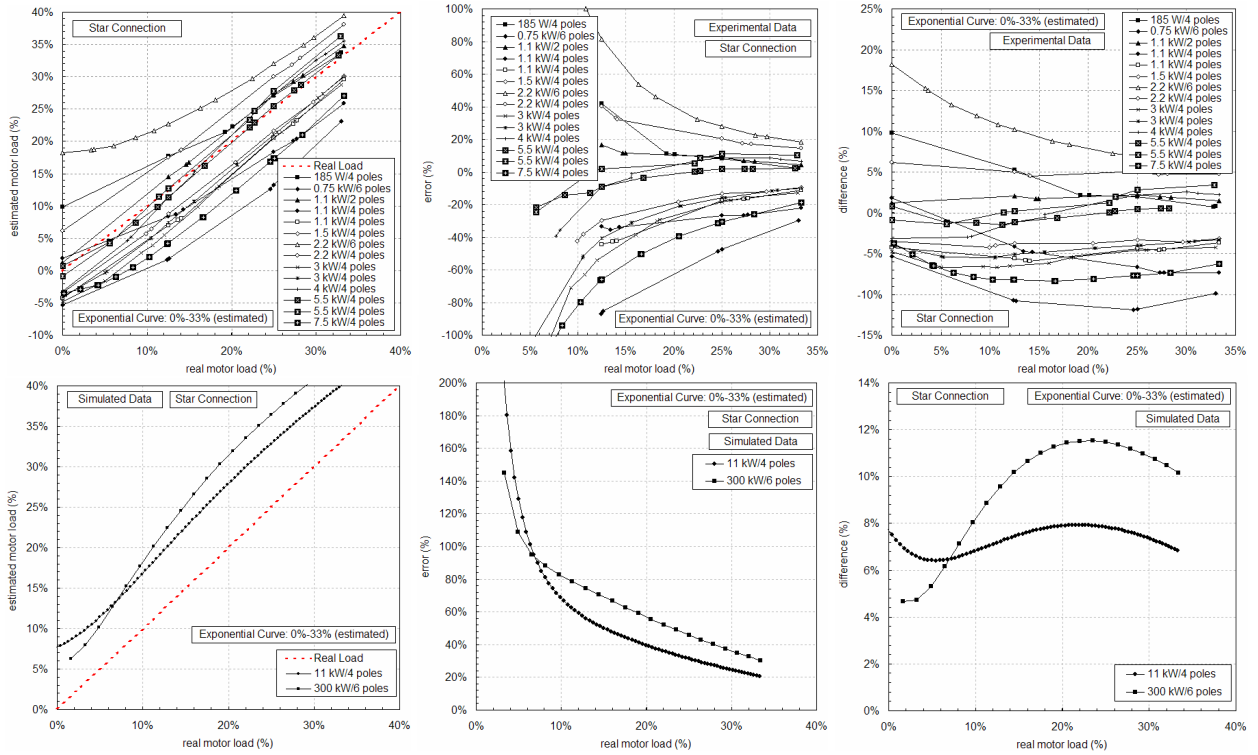 40%
35%
30%
25%
20%
15%
10%
5%
0%
-5%
-10%
estimated motor load (%)
Star Connection
Real Load
185 W/4 poles
0.75 kW/6 poles
1.1 kW/2 poles
1.1 kW/4 poles
1.1 kW/4 poles
1.5 kW/4 poles
2.2 kW/6 poles
2.2 kW/4 poles
3 kW/4 poles
3 kW/4 poles
4 kW/4 poles
5.5 kW/4 poles
5.5 kW/4 poles
7.5 kW/4 poles
Exponential Curve: 0%-33% (estimated)
0% 10% 20% 30% 40%
real motor load (%)
100%
80%
60%
40%
20%
0%
-20%
-40%
-60%
-80%
-100%
error (%)
185 W/4 poles
0.75 kW/6 poles
1.1 kW/2 poles
1.1 kW/4 poles
1.1 kW/4 poles
1.5 kW/4 poles
2.2 kW/6 poles
2.2 kW/4 poles
3 kW/4 poles
3 kW/4 poles
4 kW/4 poles
5.5 kW/4 poles
5.5 kW/4 poles
7.5 kW/4 poles
Experimental Data
Star Connection
Exponential Curve: 0%-33% (estimated)
0% 5% 10% 15% 20% 25% 30% 35%
real motor load (%)
25%
20%
15%
10%
5%
0%
-5%
-10%
-15%
difference (%)
Exponential Curve: 0%-33% (estimated)
Experimental Data
185 W/4 poles
0.75 kW/6 poles
1.1 kW/2 poles
1.1 kW/4 poles
1.1 kW/4 poles
1.5 kW/4 poles
2.2 kW/6 poles
2.2 kW/4 poles
3 kW/4 poles
3 kW/4 poles
4 kW/4 poles
5.5 kW/4 poles
5.5 kW/4 poles
7.5 kW/4 poles
Star Connection
0% 5% 10% 15% 20% 25% 30% 35%
real motor load (%)
40%
35%
30%
25%
20%
15%
10%
5%
0%
estimated motor load (%)
Simulated Data
Star Connection
Exponential Curve: 0%-33% (estimated)
Real Load
11 kW/4 poles
300 kW/6 poles
0% 10% 20% 30% 40%
real motor load (%)
200%
180%
160%
140%
120%
100%
80%
60%
40%
20%
0%
error (%)
Exponential Curve: 0%-33% (estimated)
Star Connection
Simulated Data
11 kW/4 poles
300 kW/6 poles
0% 10% 20% 30% 40%
real motor load (%)
14%
12%
10%
8%
6%
4%
2%
0%
difference (%)
Star Connection
Exponential Curve: 0%-33% (estimated)
Simulated Data
11 kW/4 poles
300 kW/6 poles
0% 10% 20% 30% 40%
real motor load (%)